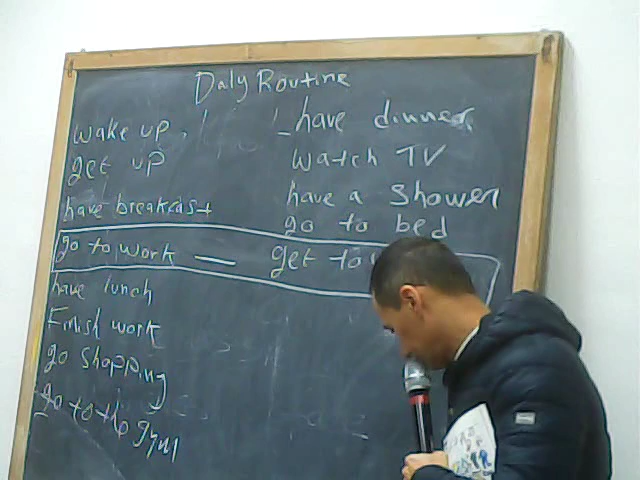 Daly Routine
wake up.
get up
have breakfast
go to work — get to
have lunch
Finish work
go shopping
go to the gym
have dinner
watch TV
have a shower
go to bed